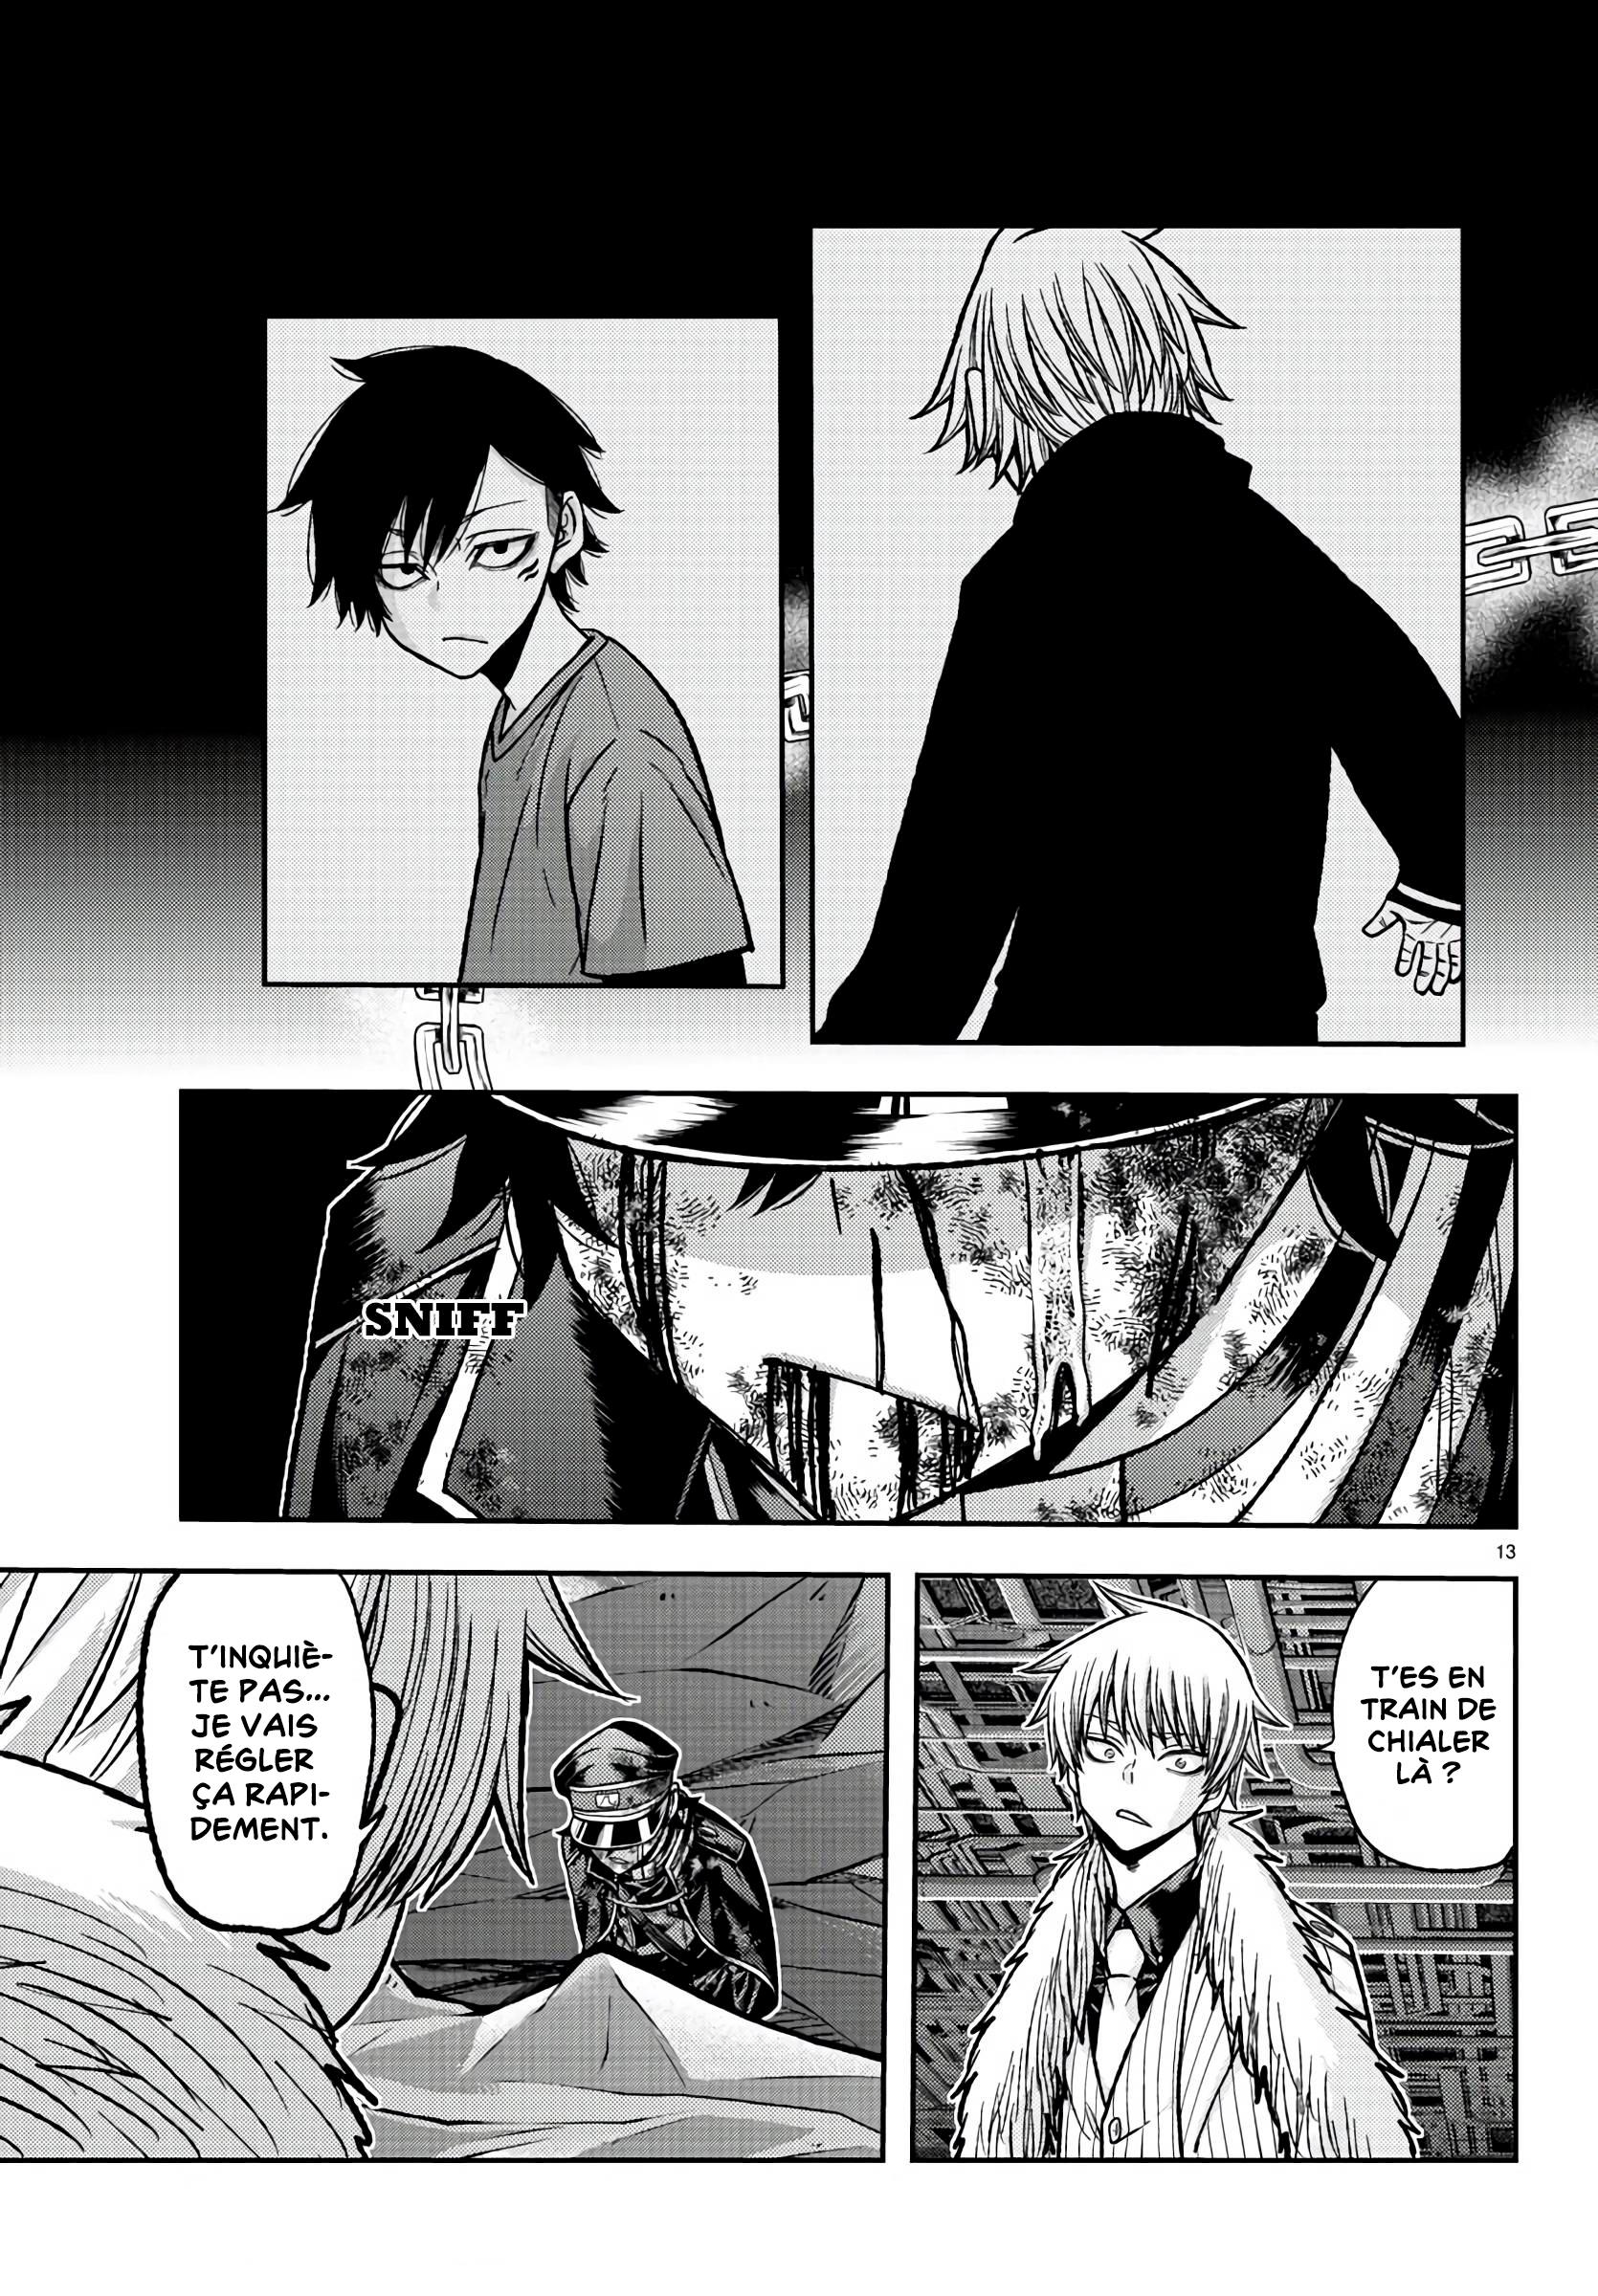 SNIFF
13
T'ES EN
TRAIN DE
CHIALER
LÀ ?
T'INQUIÈ-
TE PAS...
JE VAIS
RÉGLER
ÇA RAPI-
DEMENT.